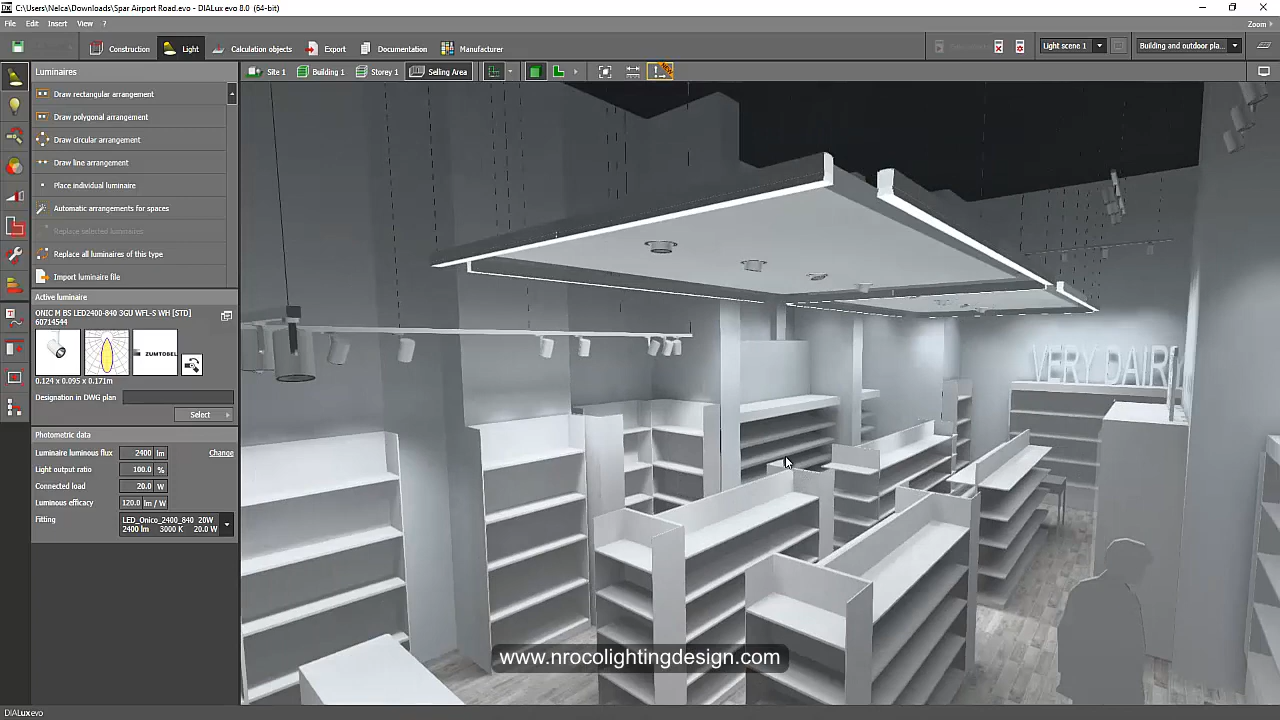 C:\Users\Nelca\Downloads\Spar Airport Road.evo - DIALux evo 8.0  (64-bit)
File Edit Insert View ?
Zoom
Construction Light Calculation objects Export Documentation Manufacturer
Light scene 1
Building and outdoor pla...
Luminaires
Site 1 Building 1 Storey 1 Selling Area
Draw rectangular arrangement
Draw polygonal arrangement
Draw circular arrangement
Draw line arrangement
Place individual luminaire
Automatic arrangements for spaces
Replace selected luminaires
Replace all luminaires of this type
Import luminaire file
Active luminaire
ONIC M BS LED2400-840 3GU WFL-S WH [STD]
60714544
ZUMTOBEL
0.124 x 0.095 x 0.171m
Designation in DWG plan
Select
Photometric data
Luminaire luminous flux 2400 lm Change
Light output ratio 100.0 %
Connected load 20.0 W
Luminous efficacy 120.0 lm / W
Fitting LED_Onico_2400_840 20W
2400 lm 3000 K 20.0 W
VERY DAIR
www.nrocolightingdesign.com
DIALux evo